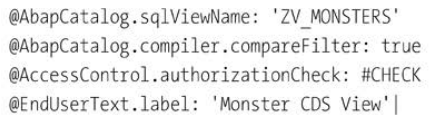 @AbapCatalog.sqlViewName: 'ZV_MONSTERS'
@AbapCatalog.compiler.compareFilter: true
@AccessControl.authorizationCheck: #CHECK
@EndUserText.label: 'Monster CDS View'|